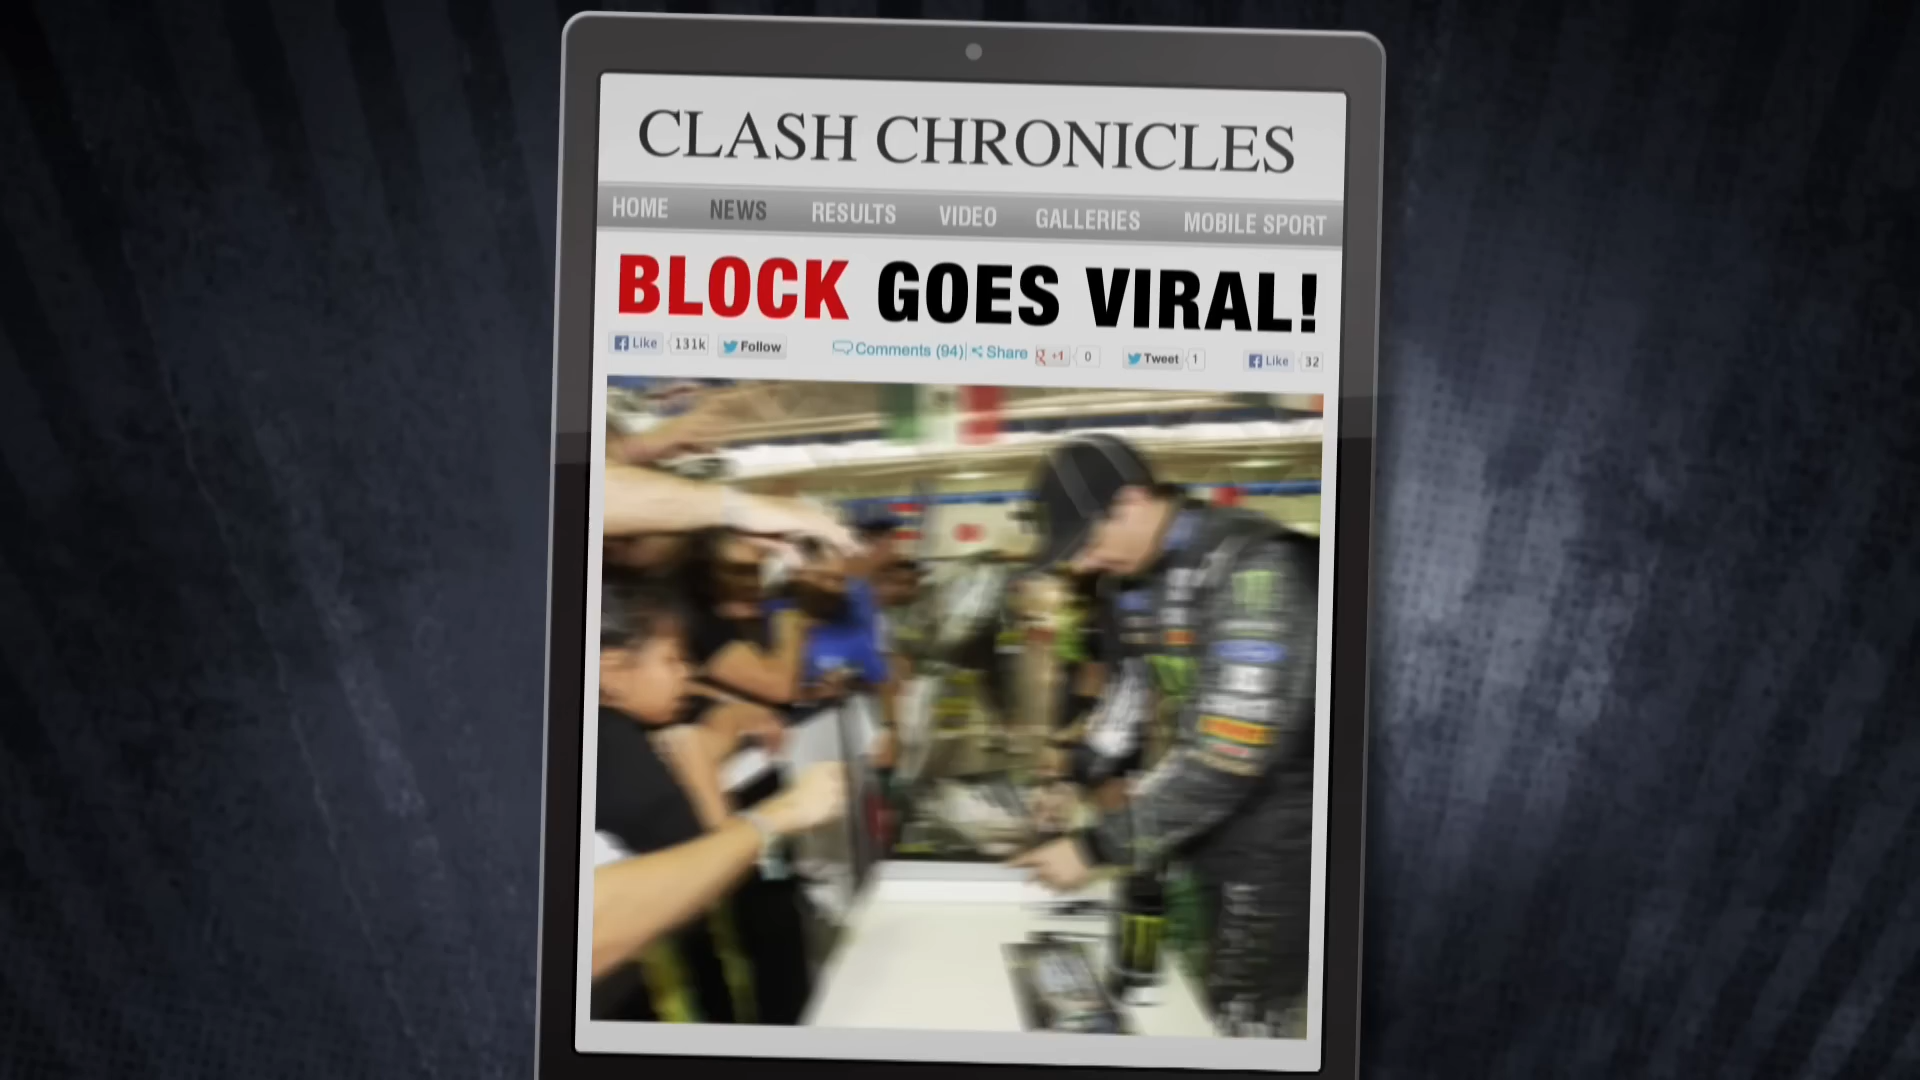 CLASH CHRONICLES
HOME NEWS RESULTS VIDEO GALLERIES MOBILE SPORT
BLOCK GOES VIRAL!
Like 131k Follow Comments (94) Share +1 0 Tweet 1 Like 32